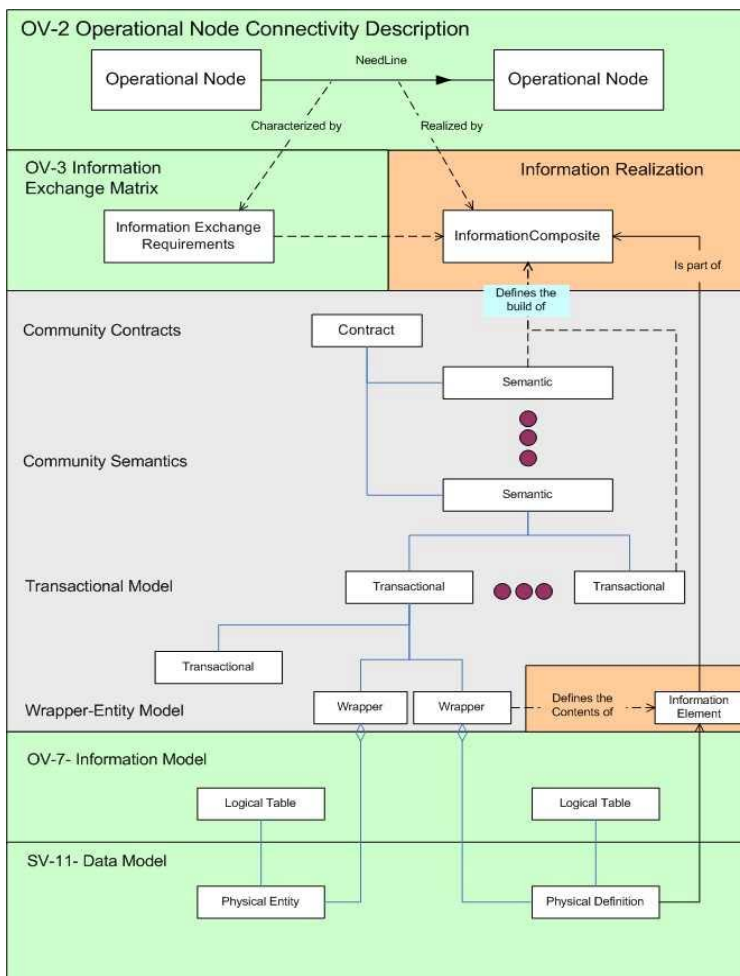 OV-2 Operational Node Connectivity Description
NeedLine
Operational Node
Operational Node
Characterized by
Realized by
OV-3 Information
Exchange Matrix
Information Realization
Information Exchange
Requirements
InformationComposite
Is part of
Defines the
build of
Community Contracts
Contract
Semantic
Community Semantics
Semantic
Transactional Model
Transactional
Transactional
Transactional
Wrapper-Entity Model
Wrapper
Wrapper
Defines the
Contents of
Information
Element
OV-7- Information Model
Logical Table
Logical Table
SV-11- Data Model
Physical Entity
Physical Definition